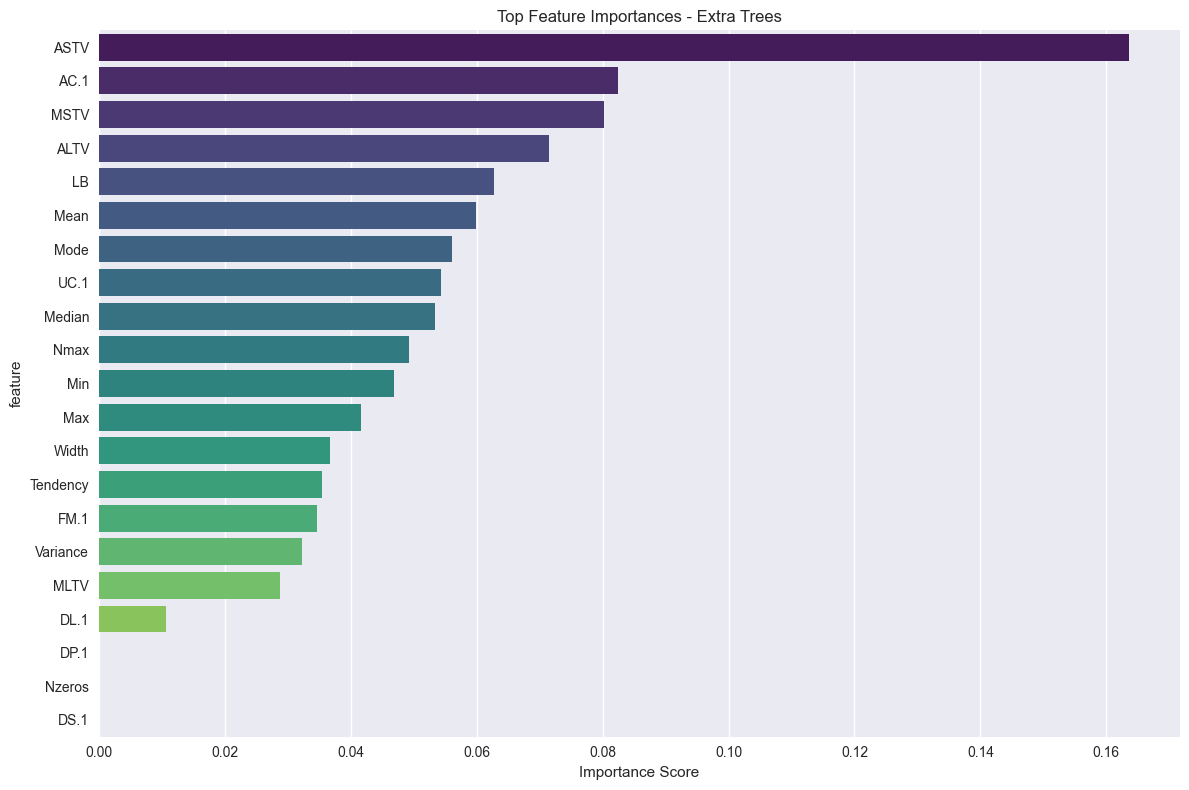 Top Feature Importances - Extra Trees
ASTV
AC.1
MSTV
ALTV
LB
Mean
Mode
UC.1
Median
Nmax
Min
Max
Width
Tendency
FM.1
Variance
MLTV
DL.1
DP.1
Nzeros
DS.1
feature
0.00 0.02 0.04 0.06 0.08 0.10 0.12 0.14 0.16
Importance Score